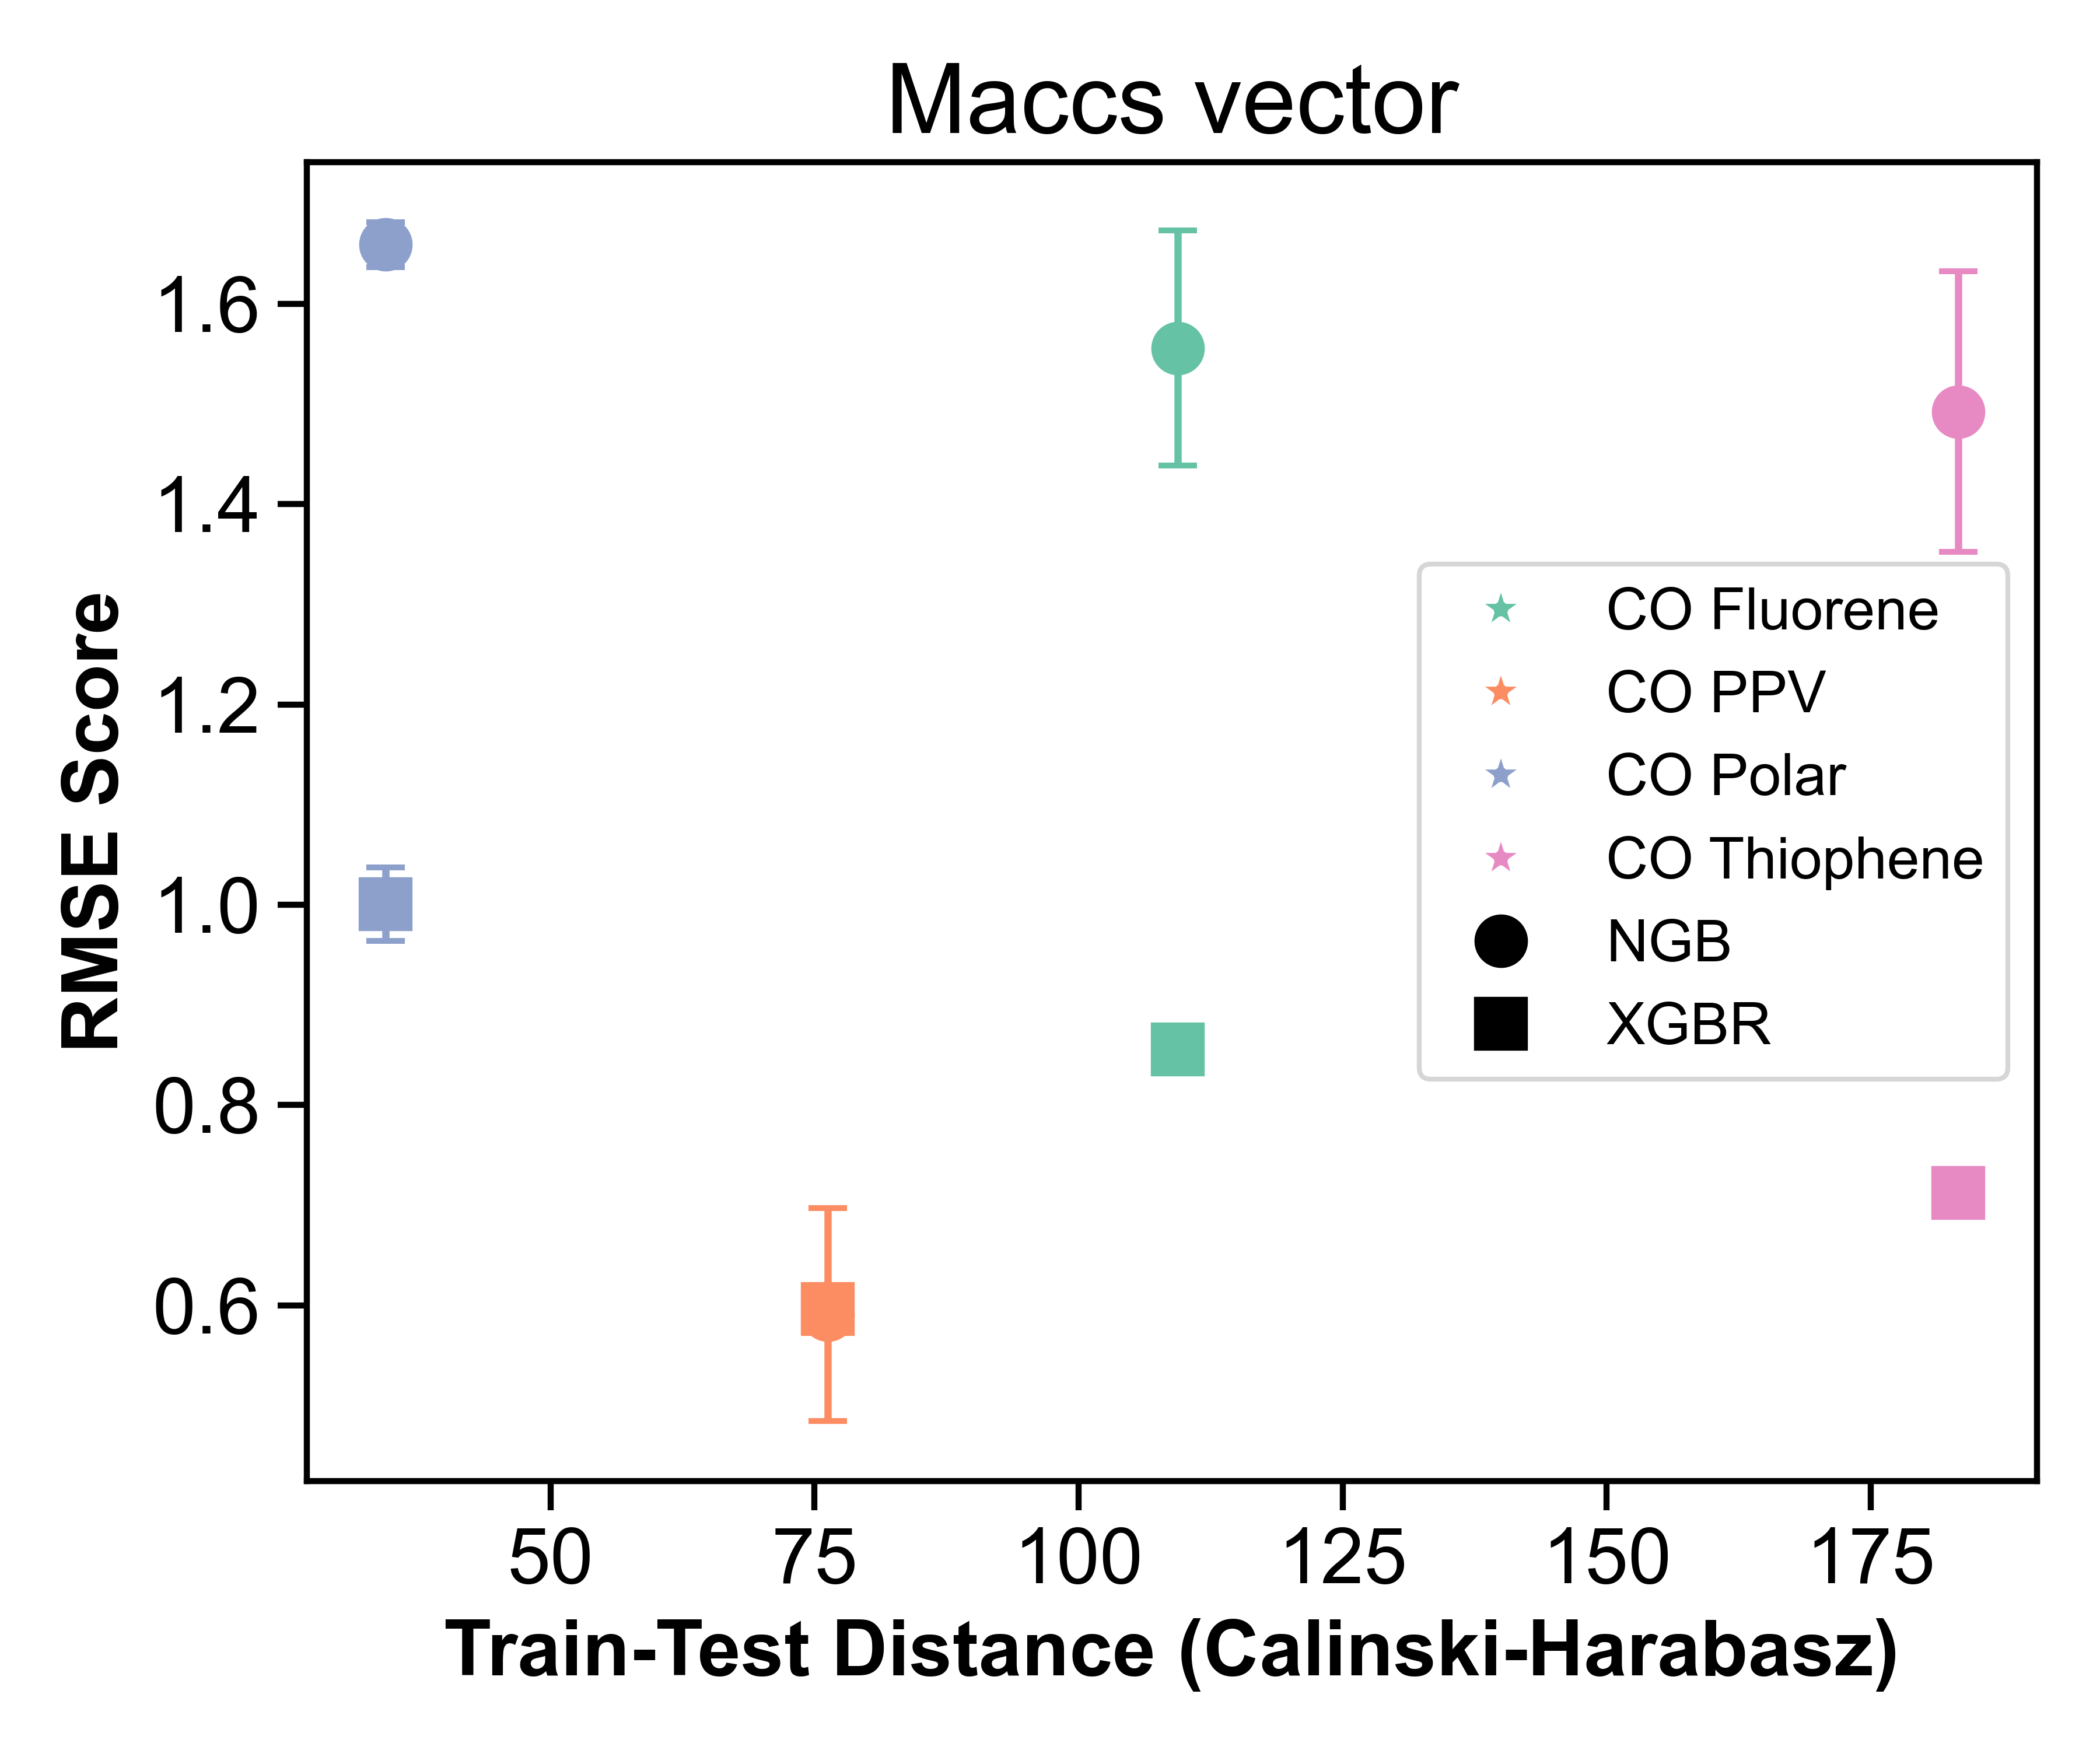 Maccs vector
RMSE Score
1.6
1.4
1.2
1.0
0.8
0.6
CO Fluorene
CO PPV
CO Polar
CO Thiophene
NGB
XGBR
50 75 100 125 150 175
Train-Test Distance (Calinski-Harabasz)